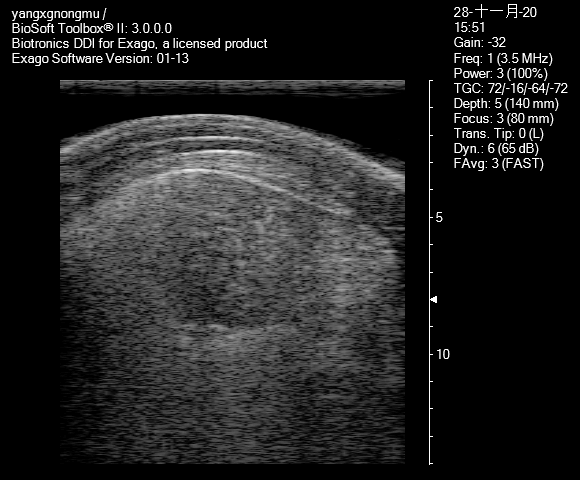 yangxgnongmu /
BioSoft Toolbox® II: 3.0.0.0
Biotronics DDI for Exago, a licensed product
Exago Software Version: 01-13
28-十一月-20
15:51
Gain: -32
Freq: 1 (3.5 MHz)
Power: 3 (100%)
TGC: 72/-16/-64/-72
Depth: 5 (140 mm)
Focus: 3 (80 mm)
Trans. Tip: 0 (L)
Dyn.: 6 (65 dB)
FAvg: 3 (FAST)
5
10